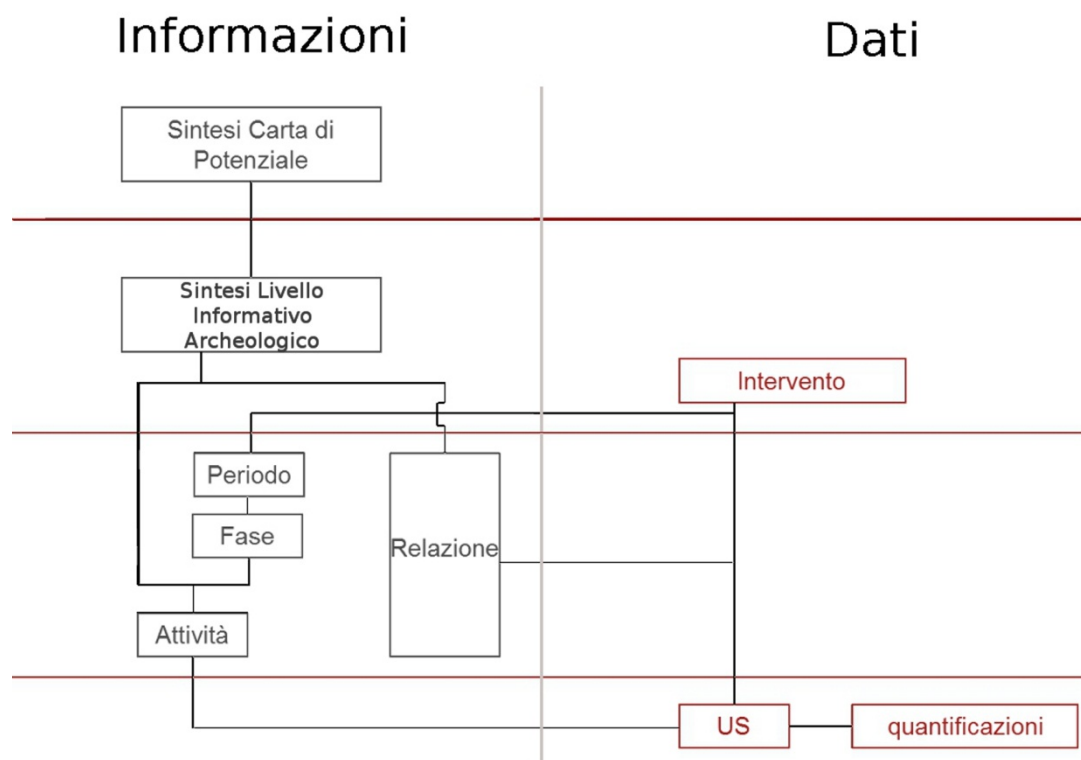 Informazioni
Dati
Sintesi Carta di
Potenziale
Sintesi Livello
Informativo
Archeologico
Intervento
Periodo
Fase
Relazione
Attività
US
quantificazioni